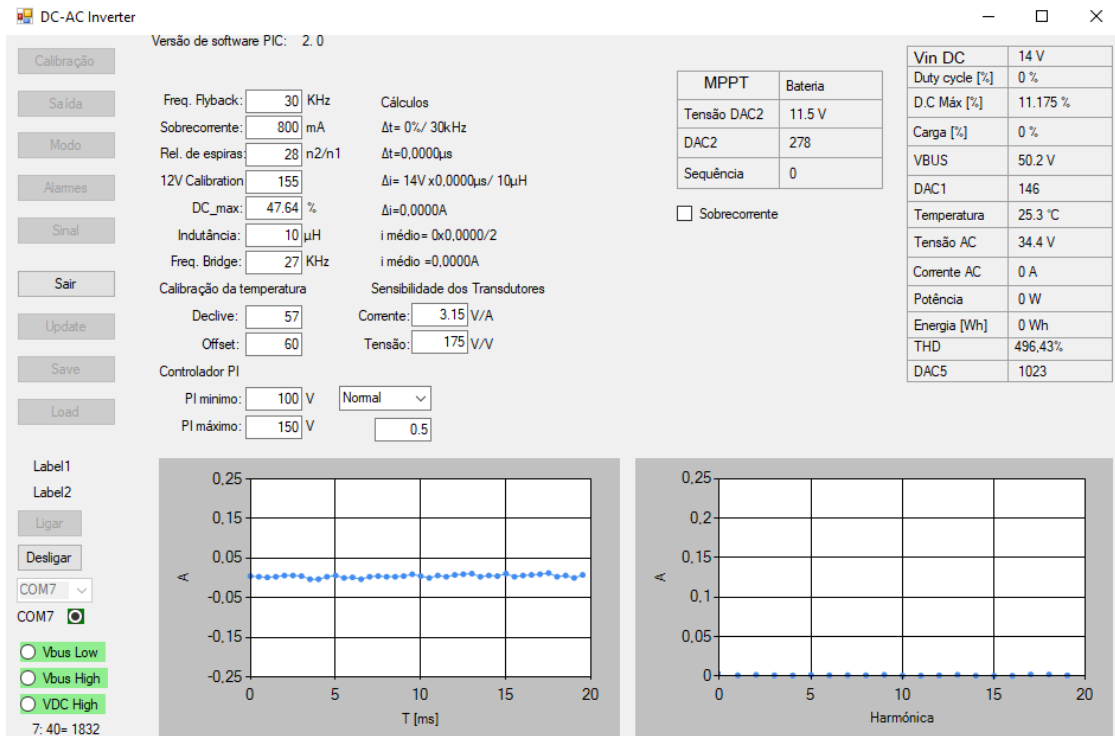 DC-AC Inverter
Versão de software PIC: 2. 0
Calibração
Saída
Modo
Alarmes
Sinal
Sair
Update
Save
Load
Freq. Flyback: 30 KHz
Sobrecorrente: 800 mA
Rel. de espiras: 28 n2/n1
12V Calibration 155
DC_max: 47.64 %
Indutância: 10 µH
Freq. Bridge: 27 KHz
Calibração da temperatura
Declive: 57
Offset: 60
Controlador PI
PI minimo: 100 V
PI máximo: 150 V
Cálculos
Δt= 0%/ 30kHz
Δt=0,0000µs
Δi= 14V x0,0000µs/ 10µH
Δi=0,0000A
i médio= 0x0,0000/2
i médio =0,0000A
Sensibilidade dos Transdutores
Corrente: 3.15 V/A
Tensão: 175 V/V
Normal
0.5
MPPT Bateria
Tensão DAC2 11.5 V
DAC2 278
Sequência 0
Sobrecorrente
Vin DC 14 V
Duty cycle [%] 0 %
D.C Máx [%] 11.175 %
Carga [%] 0 %
VBUS 50.2 V
DAC1 146
Temperatura 25.3 °C
Tensão AC 34.4 V
Corrente AC 0 A
Potência 0 W
Energia [Wh] 0 Wh
THD 496,43%
DAC5 1023
Label1
Label2
Ligar
Desligar
COM7
COM7
Vbus Low
Vbus High
VDC High
7: 40= 1832
0,25
0,15
0,05
-0,05
-0,15
-0,25
A
0 5 10 15 20
T [ms]
0,25
0,2
0,15
0,1
0,05
0
A
0 5 10 15 20
Harmónica